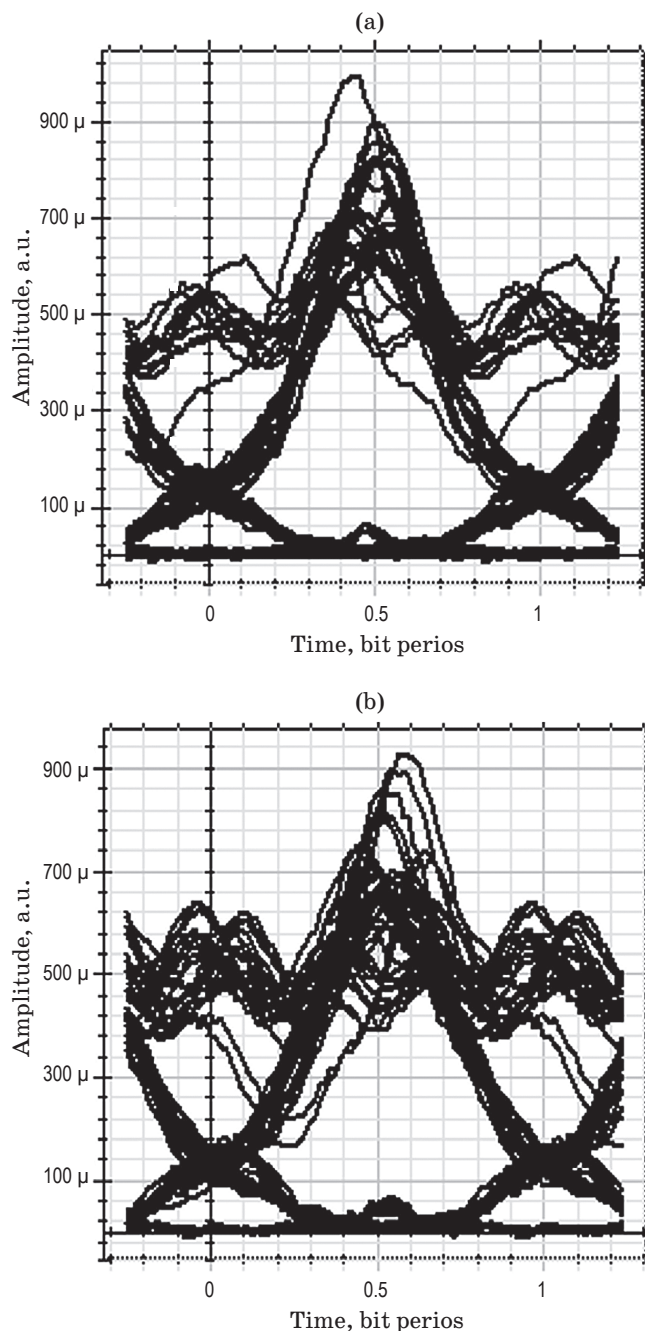 (a)
Amplitude, a.u.
900 µ
700 µ
500 µ
300 µ
100 µ
0
0.5
1
Time, bit perios
(b)
Amplitude, a.u.
900 µ
700 µ
500 µ
300 µ
100 µ
0
0.5
1
Time, bit perios